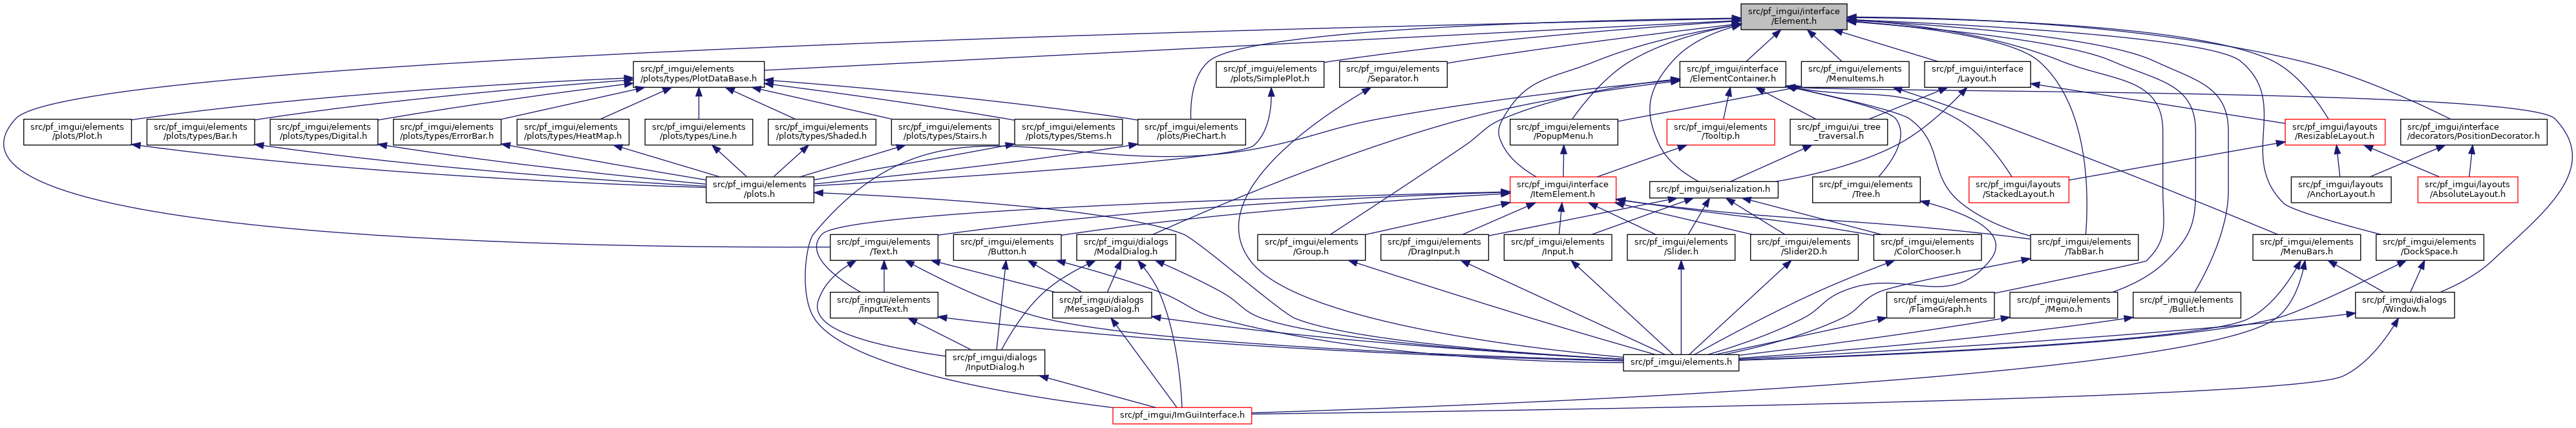 src/pf_imgui/interface
/Element.h
src/pf_imgui/elements
/plots/types/PlotDataBase.h
src/pf_imgui/elements
/plots/SimplePlot.h
src/pf_imgui/elements
/Separator.h
src/pf_imgui/interface
/ElementContainer.h
src/pf_imgui/elements
/MenuItems.h
src/pf_imgui/interface
/Layout.h
src/pf_imgui/elements
/plots/Plot.h
src/pf_imgui/elements
/plots/types/Bar.h
src/pf_imgui/elements
/plots/types/Digital.h
src/pf_imgui/elements
/plots/types/ErrorBar.h
src/pf_imgui/elements
/plots/types/HeatMap.h
src/pf_imgui/elements
/plots/types/Line.h
src/pf_imgui/elements
/plots/types/Shaded.h
src/pf_imgui/elements
/plots/types/Stairs.h
src/pf_imgui/elements
/plots/types/Stems.h
src/pf_imgui/elements
/plots/PieChart.h
src/pf_imgui/elements
/PopupMenu.h
src/pf_imgui/elements
/Tooltip.h
src/pf_imgui/ui_tree
_traversal.h
src/pf_imgui/layouts
/ResizableLayout.h
src/pf_imgui/interface
/decorators/PositionDecorator.h
src/pf_imgui/elements
/plots.h
src/pf_imgui/interface
/ItemElement.h
src/pf_imgui/serialization.h
src/pf_imgui/elements
/Tree.h
src/pf_imgui/layouts
/StackedLayout.h
src/pf_imgui/layouts
/AnchorLayout.h
src/pf_imgui/layouts
/AbsoluteLayout.h
src/pf_imgui/elements
/Text.h
src/pf_imgui/elements
/Button.h
src/pf_imgui/dialogs
/ModalDialog.h
src/pf_imgui/elements
/Group.h
src/pf_imgui/elements
/DragInput.h
src/pf_imgui/elements
/Input.h
src/pf_imgui/elements
/Slider.h
src/pf_imgui/elements
/Slider2D.h
src/pf_imgui/elements
/ColorChooser.h
src/pf_imgui/elements
/TabBar.h
src/pf_imgui/elements
/MenuBars.h
src/pf_imgui/elements
/DockSpace.h
src/pf_imgui/elements
/InputText.h
src/pf_imgui/dialogs
/MessageDialog.h
src/pf_imgui/elements
/FlameGraph.h
src/pf_imgui/elements
/Memo.h
src/pf_imgui/elements
/Bullet.h
src/pf_imgui/dialogs
/Window.h
src/pf_imgui/dialogs
/InputDialog.h
src/pf_imgui/elements.h
src/pf_imgui/ImGuiInterface.h